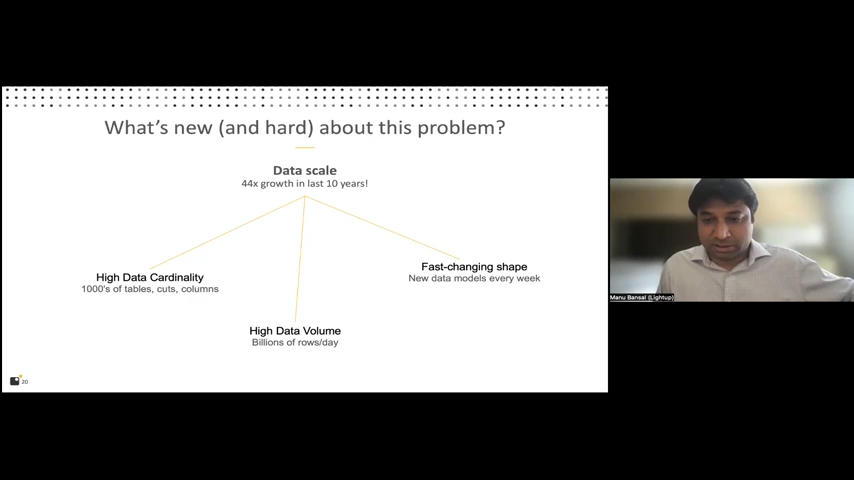 What's new (and hard) about this problem?
Data scale
44x growth in last 10 years!
High Data Cardinality
1000's of tables, cuts, columns
High Data Volume
Billions of rows/day
Fast-changing shape
New data models every week
20
Manu Bansal (Lightup)